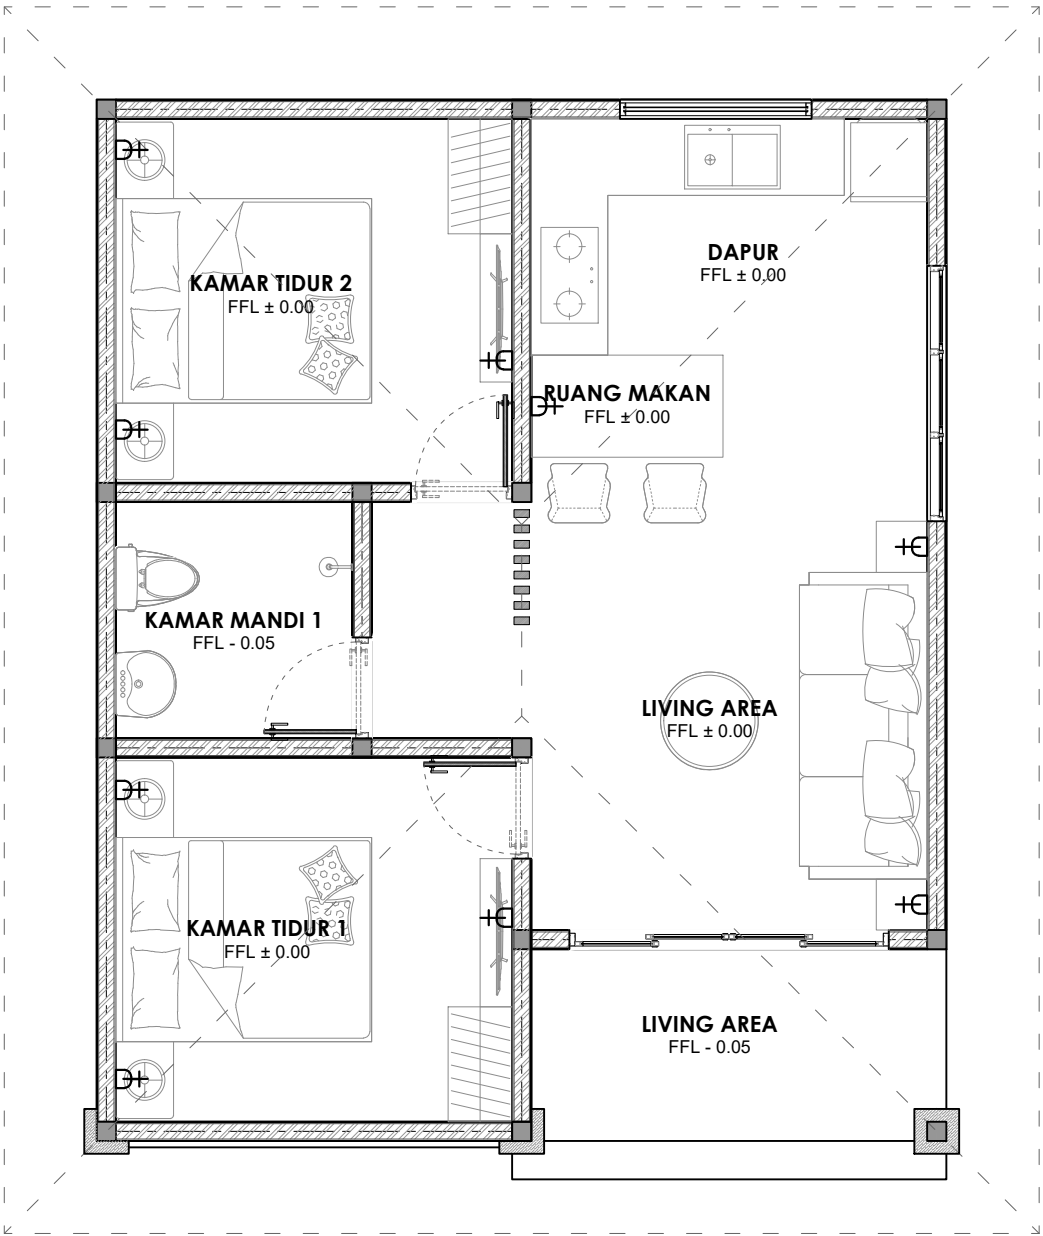 DAPUR
FFL ± 0.00
KAMAR TIDUR 2
FFL ± 0.00
RUANG MAKAN
FFL ± 0.00
KAMAR MANDI 1
FFL - 0.05
LIVING AREA
FFL ± 0.00
KAMAR TIDUR 1
FFL ± 0.00
LIVING AREA
FFL - 0.05